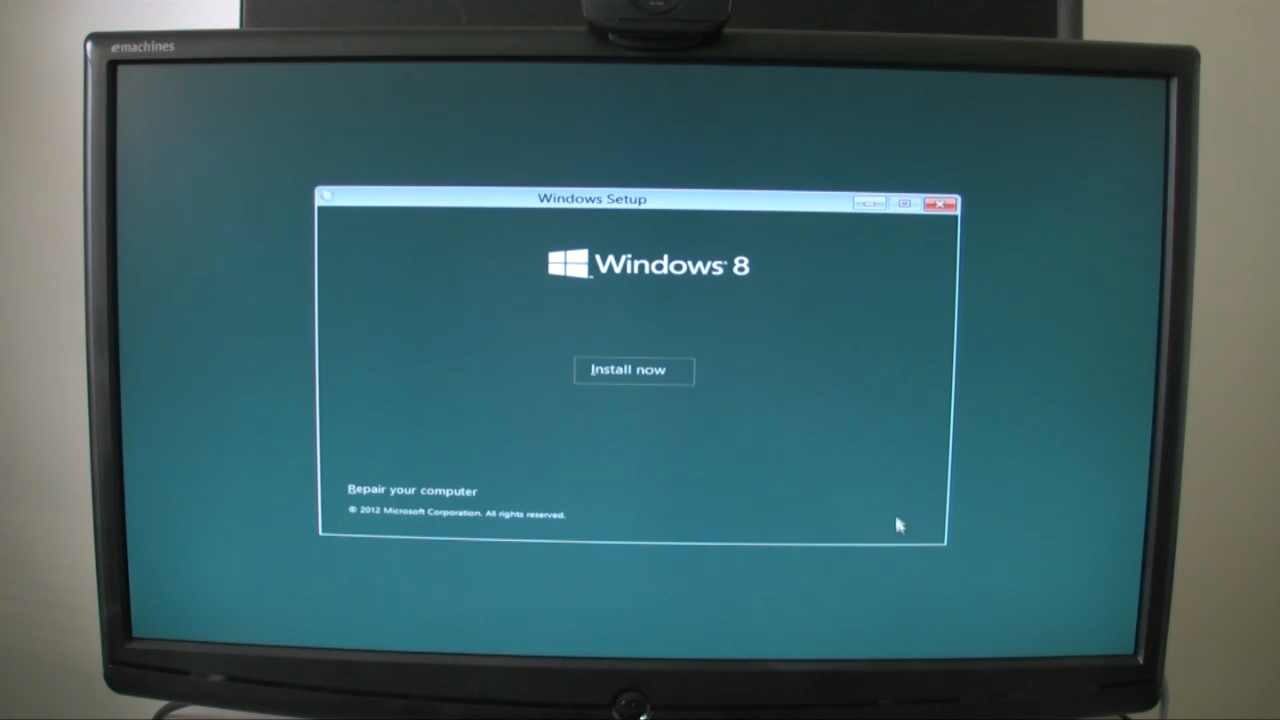 emachines
Windows Setup
Windows 8
Install now
Repair your computer
© 2012 Microsoft Corporation. All rights reserved.